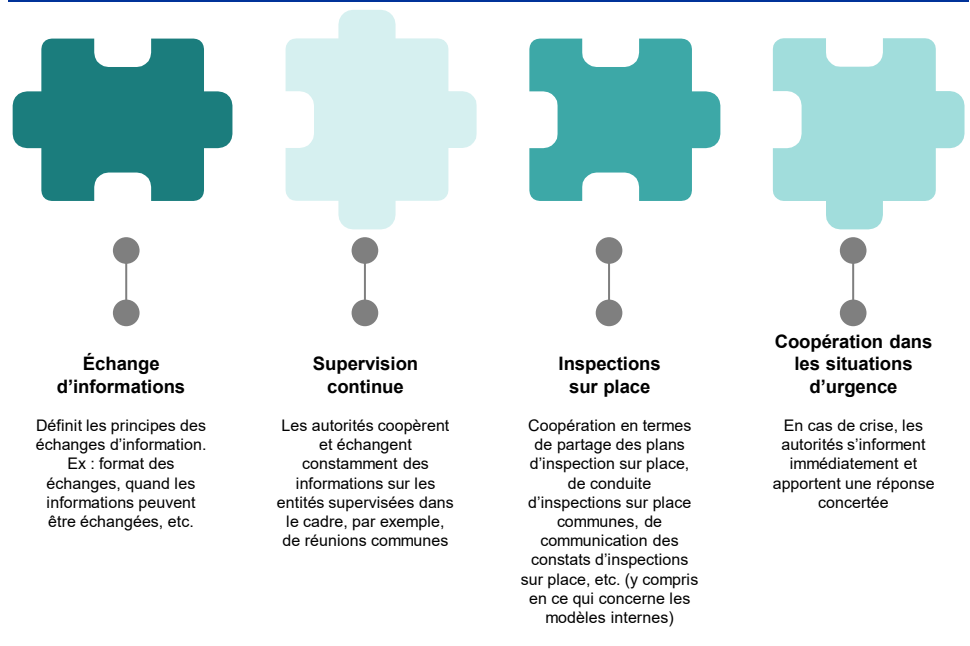 Échange
d’informations
Définit les principes des
échanges d’information.
Ex : format des
échanges, quand les
informations peuvent
être échangées, etc.
Supervision
continue
Les autorités coopèrent
et échangent
constamment des
informations sur les
entités supervisées dans
le cadre, par exemple,
de réunions communes
Inspections
sur place
Coopération en termes
de partage des plans
d’inspection sur place,
de conduite
d’inspections sur place
communes, de
communication des
constats d’inspections
sur place, etc. (y compris
en ce qui concerne les
modèles internes)
Coopération dans
les situations
d’urgence
En cas de crise, les
autorités s’informent
immédiatement et
apportent une réponse
concertée